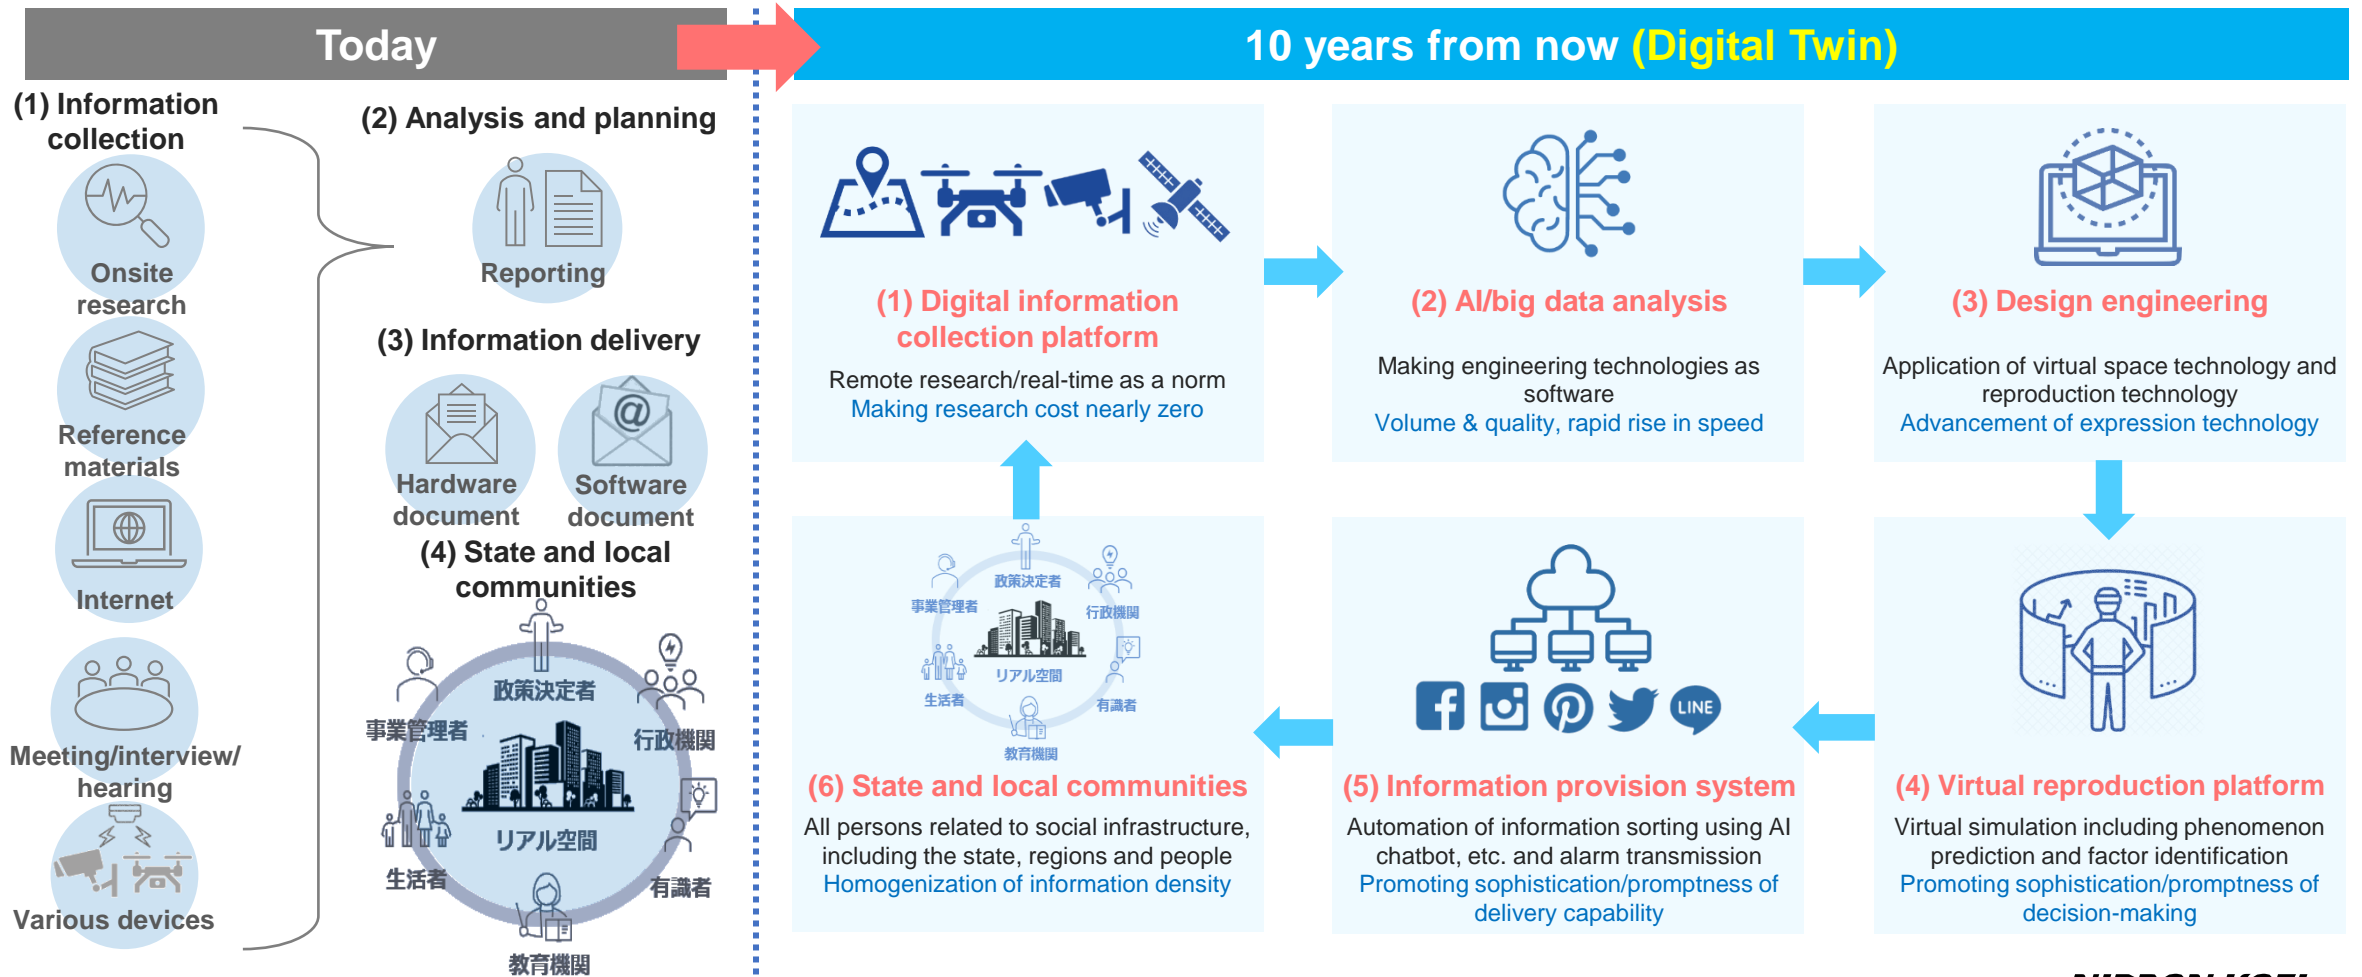 Today
(1) Information
collection
Onsite
research
Reference
materials
Internet
Meeting/interview/
hearing
Various devices
(2) Analysis and planning
Reporting
(3) Information delivery
@
Hardware
document
Software
document
(4) State and local
communities
政策決定者
事業管理者
行政機関
リアル空間
生活者
有識者
教育機関
10 years from now (Digital Twin)
(1) Digital information
collection platform
Remote research/real-time as a norm
Making research cost nearly zero
(2) AI/big data analysis
Making engineering technologies as
software
Volume & quality, rapid rise in speed
(3) Design engineering
Application of virtual space technology and
reproduction technology
Advancement of expression technology
(4) Virtual reproduction platform
Virtual simulation including phenomenon
prediction and factor identification
Promoting sophistication/promptness of
decision-making
LINE
(5) Information provision system
Automation of information sorting using AI
chatbot, etc. and alarm transmission
Promoting sophistication/promptness of
delivery capability
政策決定者
事業管理者
行政機関
リアル空間
生活者
有識者
教育機関
(6) State and local communities
All persons related to social infrastructure,
including the state, regions and people
Homogenization of information density